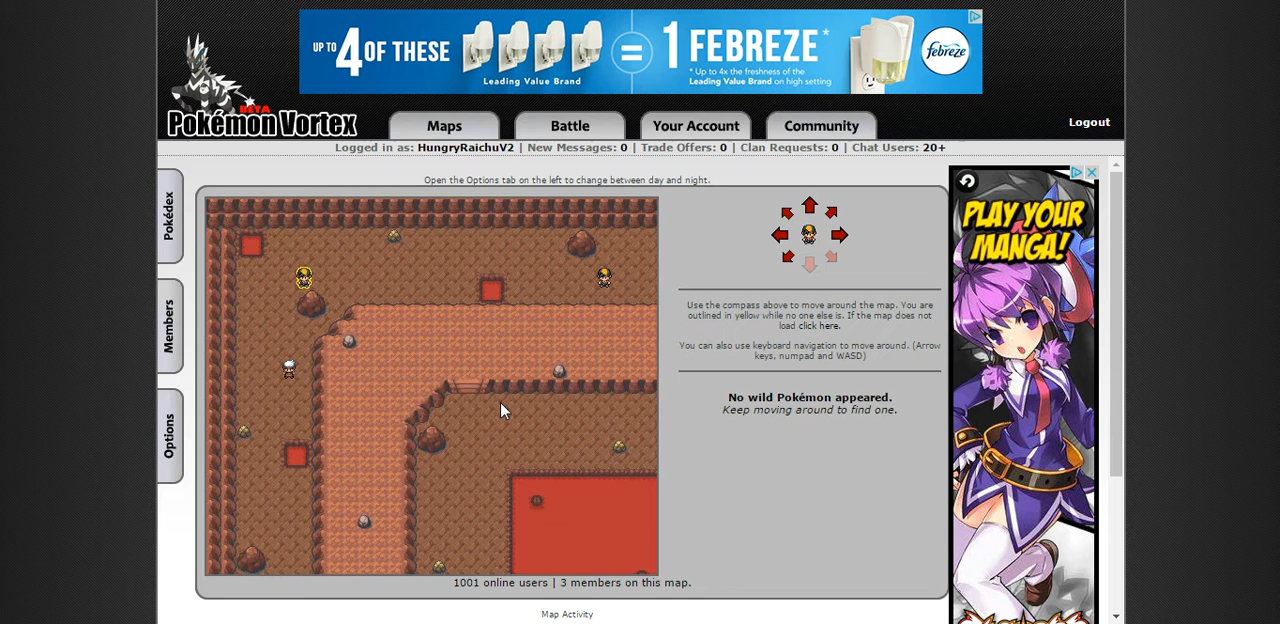 UP TO 4 OF THESE = 1 FEBREZE*
Leading Value Brand
* Up to 4x the freshness of the
Leading Value Brand on high setting
febreze
BETA
Pokémon Vortex
Maps
Battle
Your Account
Community
Logout
Logged in as: HungryRaichuV2 | New Messages: 0 | Trade Offers: 0 | Clan Requests: 0 | Chat Users: 20+
Pokédex
Members
Options
Open the Options tab on the left to change between day and night.
Use the compass above to move around the map. You are
outlined in yellow while no one else is. If the map does not
load click here.
You can also use keyboard navigation to move around. (Arrow
keys, numpad and WASD)
No wild Pokémon appeared.
Keep moving around to find one.
1001 online users | 3 members on this map.
Map Activity
PLAY YOUR
MANGA!